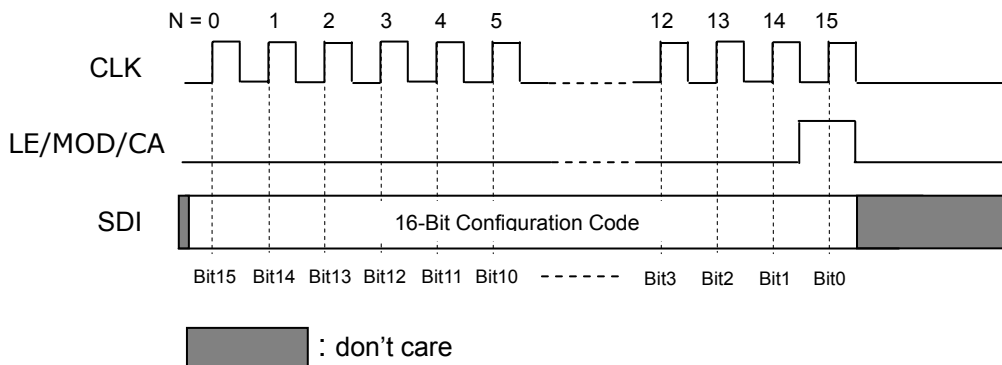 N = 0 1 2 3 4 5 12 13 14 15
CLK
LE/MOD/CA
SDI 16-Bit Configuration Code
Bit15 Bit14 Bit13 Bit12 Bit11 Bit10 Bit3 Bit2 Bit1 Bit0
: don't care